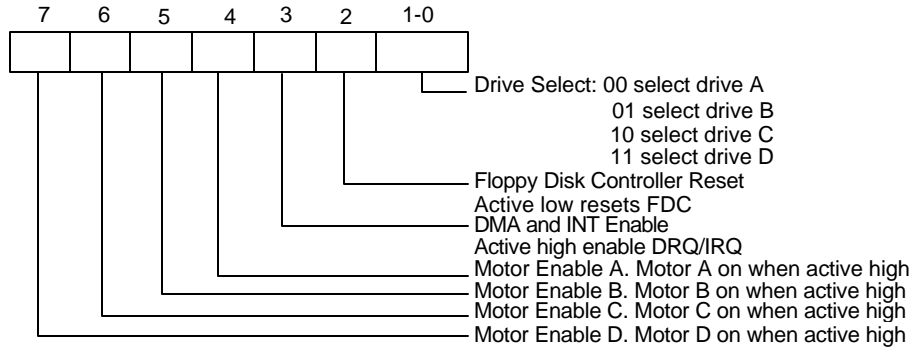 7 6 5 4 3 2 1-0
Drive Select: 00 select drive A
01 select drive B
10 select drive C
11 select drive D
Floppy Disk Controller Reset
Active low resets FDC
DMA and INT Enable
Active high enable DRQ/IRQ
Motor Enable A. Motor A on when active high
Motor Enable B. Motor B on when active high
Motor Enable C. Motor C on when active high
Motor Enable D. Motor D on when active high